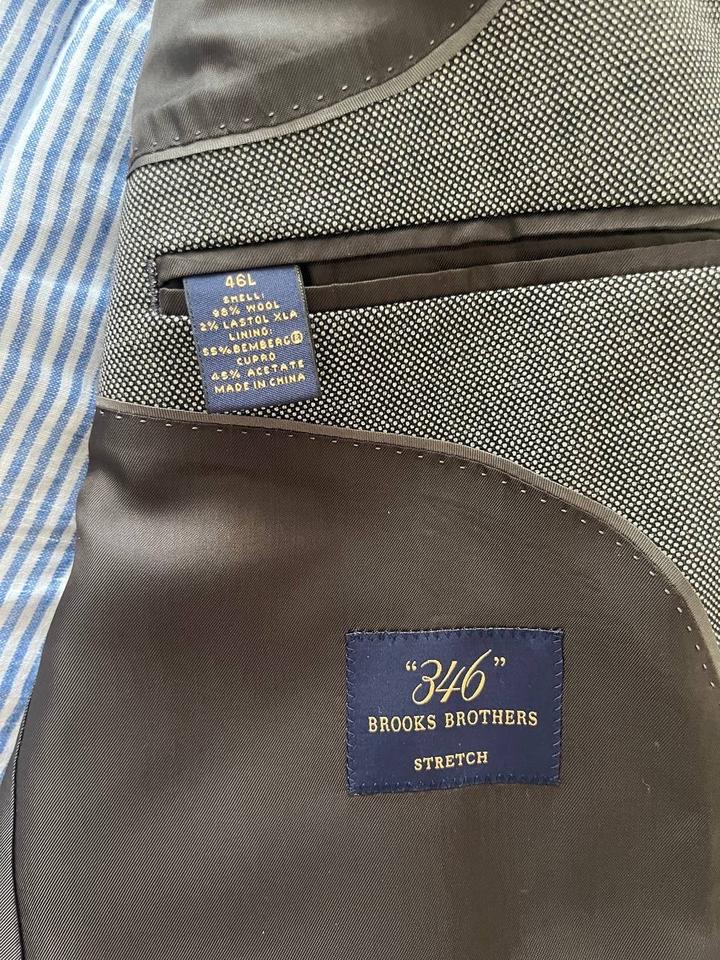 46L
SHELL:
98% WOOL
2% LASTOL XLA
LINING:
55%BEMBERG®
CUPRO
45% ACETATE
MADE IN CHINA
"346"
BROOKS BROTHERS
STRETCH